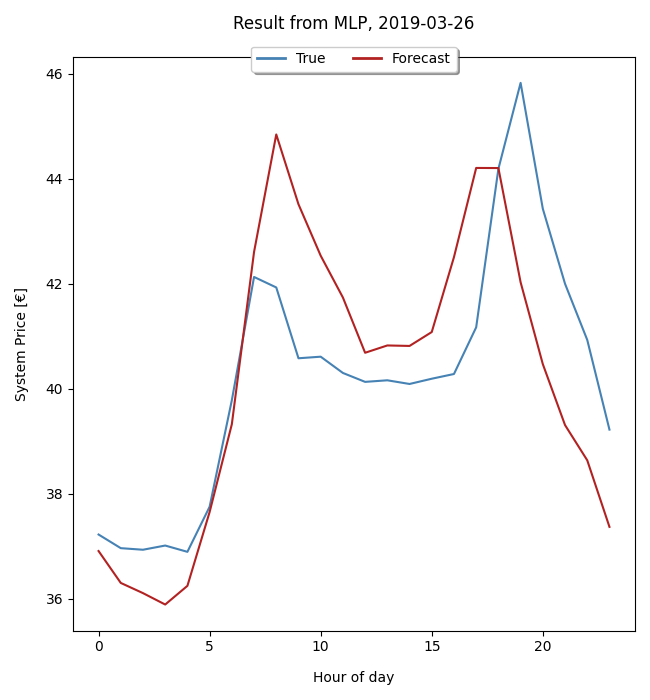 Result from MLP, 2019-03-26
True Forecast
System Price [€]
46
44
42
40
38
36
0 5 10 15 20
Hour of day